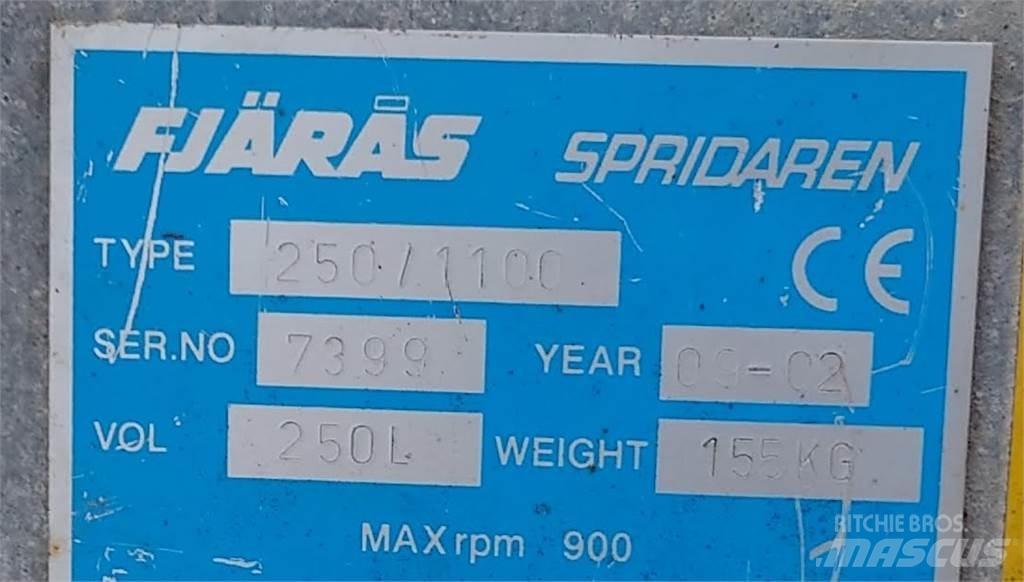 FJÄRÅS SPRIDAREN
TYPE 250/1100 CE
SER.NO 7399 YEAR 09-02
VOL 250L WEIGHT 155KG
MAX rpm 900
RITCHIE BROS.
MASCUS